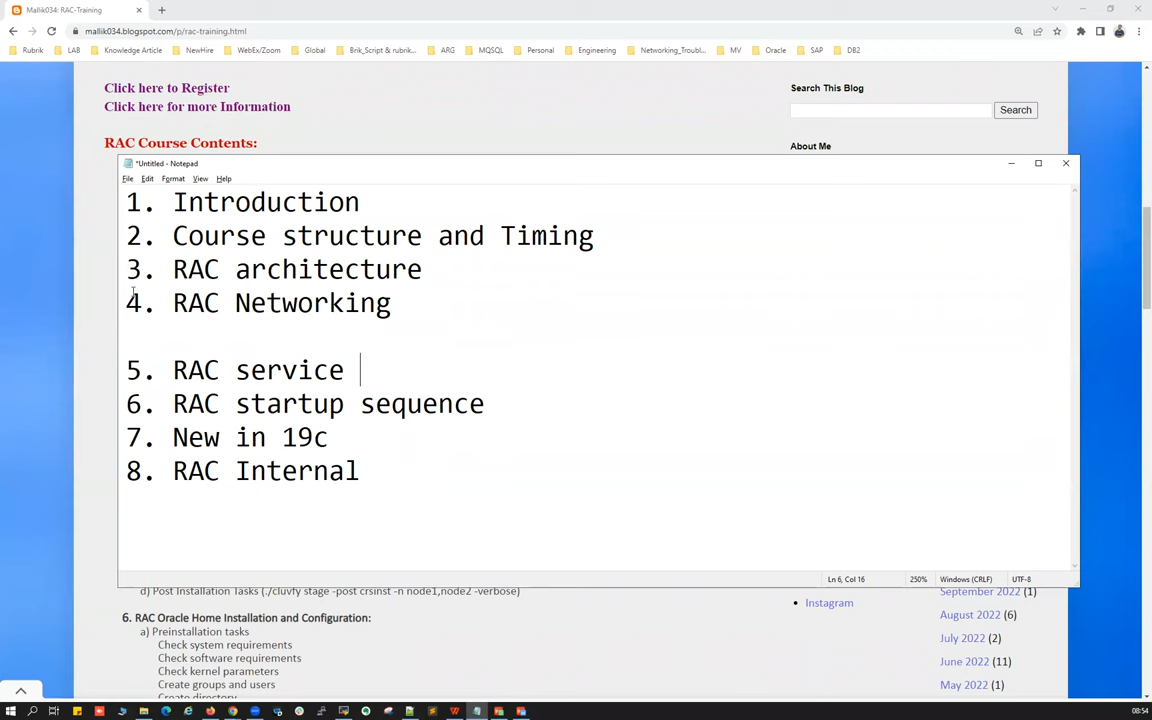 Mallik034: RAC-Training
mallik034.blogspot.com/p/rac-training.html
Rubrik LAB Knowledge Article NewHire WebEx/Zoom Global Brik_Script & rubrik... ARG MQSQL Personal Engineering Networking_Troubl... MV Oracle SAP DB2
Click here to Register
Click here for more Information
RAC Course Contents:
Search This Blog
Search
About Me
*Untitled - Notepad
File Edit Format View Help
1. Introduction
2. Course structure and Timing
3. RAC architecture
4. RAC Networking
5. RAC service
6. RAC startup sequence
7. New in 19c
8. RAC Internal
Ln 6, Col 16 250% Windows (CRLF) UTF-8
d) Post Installation Tasks (./cluvfy stage -post crsinst -n node1,node2 -verbose)
6. RAC Oracle Home Installation and Configuration:
a) Preinstallation tasks
Check system requirements
Check software requirements
Check kernel parameters
Create groups and users
Create directory
Instagram
September 2022 (1)
August 2022 (6)
July 2022 (2)
June 2022 (11)
May 2022 (1)
08:54